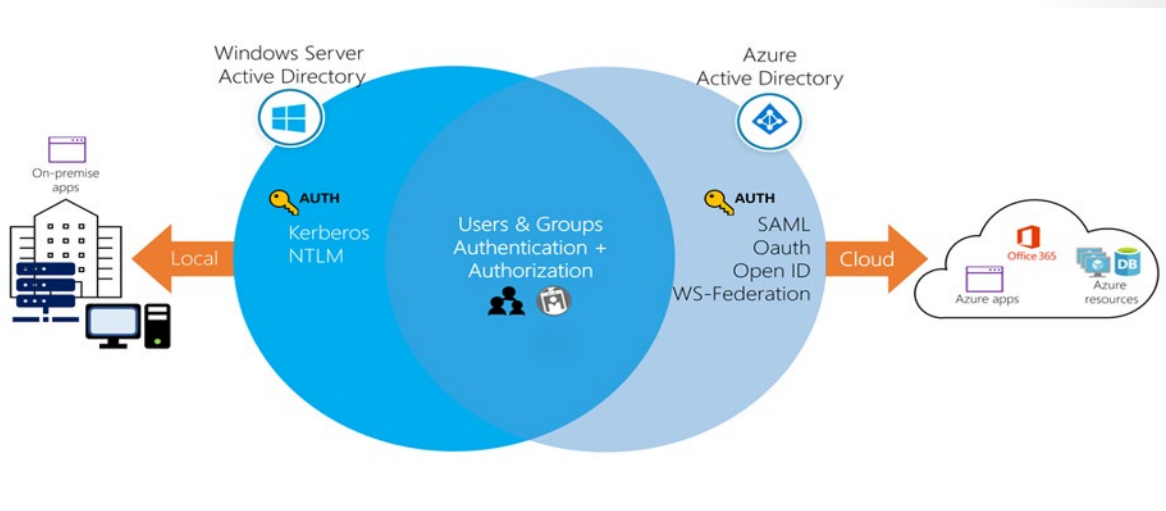 Windows Server
Active Directory
Azure
Active Directory
On-premise
apps
AUTH
Kerberos
NTLM
Local
Users & Groups
Authentication +
Authorization
AUTH
SAML
Oauth
Open ID
WS-Federation
Cloud
Office 365
DB
Azure apps
Azure
resources